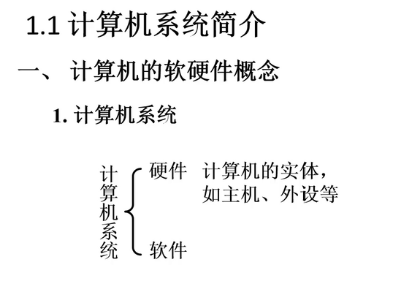 1.1 计算机系统简介
一、 计算机的软硬件概念
1. 计算机系统
计算机系统
硬件 计算机的实体，
如主机、外设等
软件